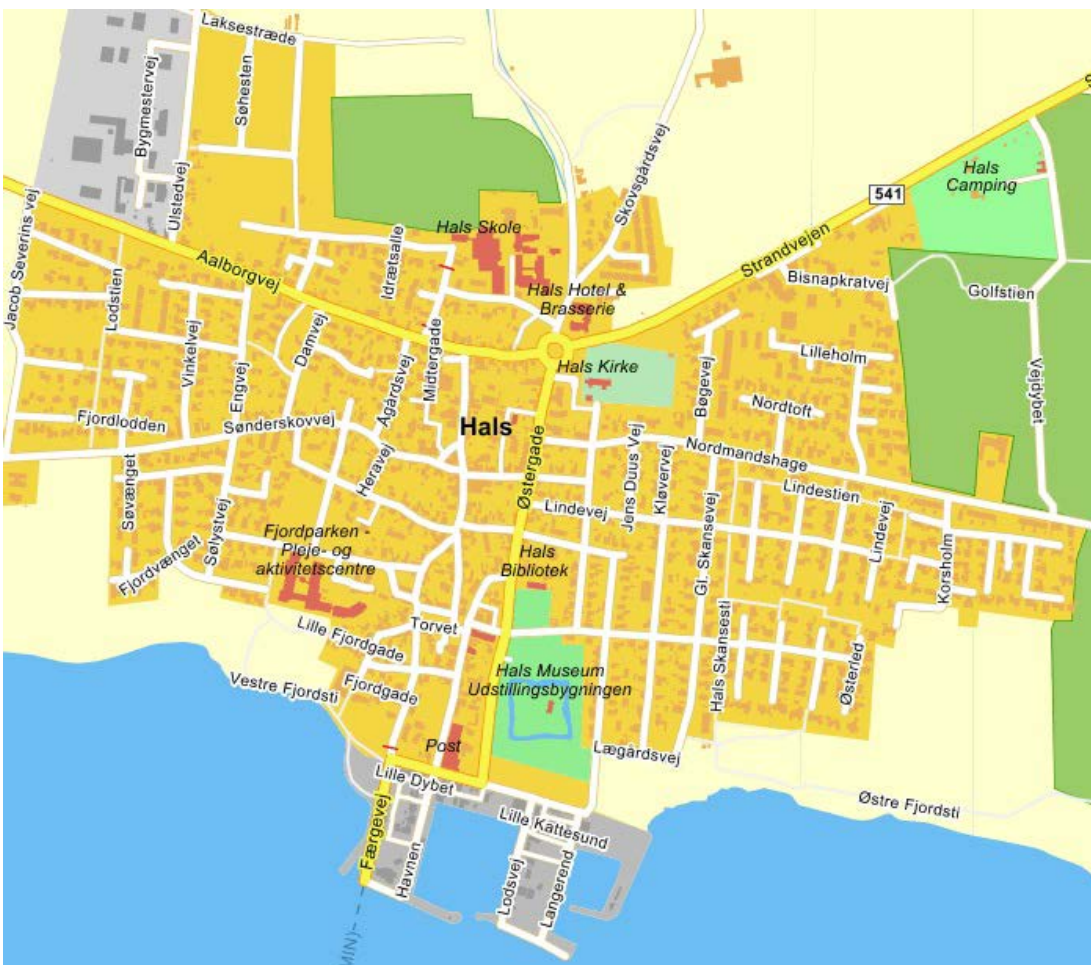 Laksestræde
Bygmestervej
Søhesten
Ulstedvej
Skovsgårdsvej
Hals
Camping
541
Jacob Severins vej
Aalborgvej
Idrætsalle
Hals Skole
Strandvejen
Lodstien
Hals Hotel &
Brasserie
Bisnapkratvej
Golfstien
Vejdybet
Vinkelvej
Engvej
Damvej
Agårdsvej
Midtergade
Hals Kirke
Lilleholm
Bøgevej
Nordtoft
Fjordlodden
Sønderskovvej
Hals
Østergade
Nordmandshage
Heravej
Jens Duus Vej
Kløvervej
Lindestien
Søvænget
Sølystvej
Lindevej
Gl. Skansevej
Lindevej
Fjordparken -
Pleje- og
aktivitetscentre
Hals
Bibliotek
Korsholm
Fjordvænget
Torvet
Lille Fjordgade
Hals Skansesti
Østerled
Hals Museum
Udstillingsbygningen
Vestre Fjordsti
Fjordgade
Post
Lægårdsvej
Lille Dybet
Østre Fjordsti
Færgevej
Havnen
Lille Kattesund
Lodsvej
Langerend
MIN)